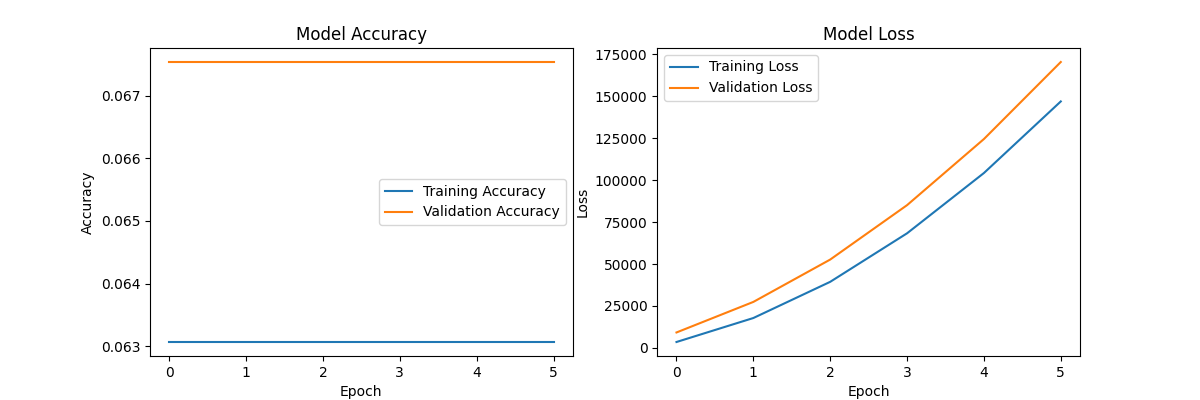 Model Accuracy
0.067
0.066
0.065
0.064
0.063
Accuracy
Training Accuracy
Validation Accuracy
0 1 2 3 4 5
Epoch
Model Loss
175000
150000
125000
100000
75000
50000
25000
0
Loss
Training Loss
Validation Loss
0 1 2 3 4 5
Epoch